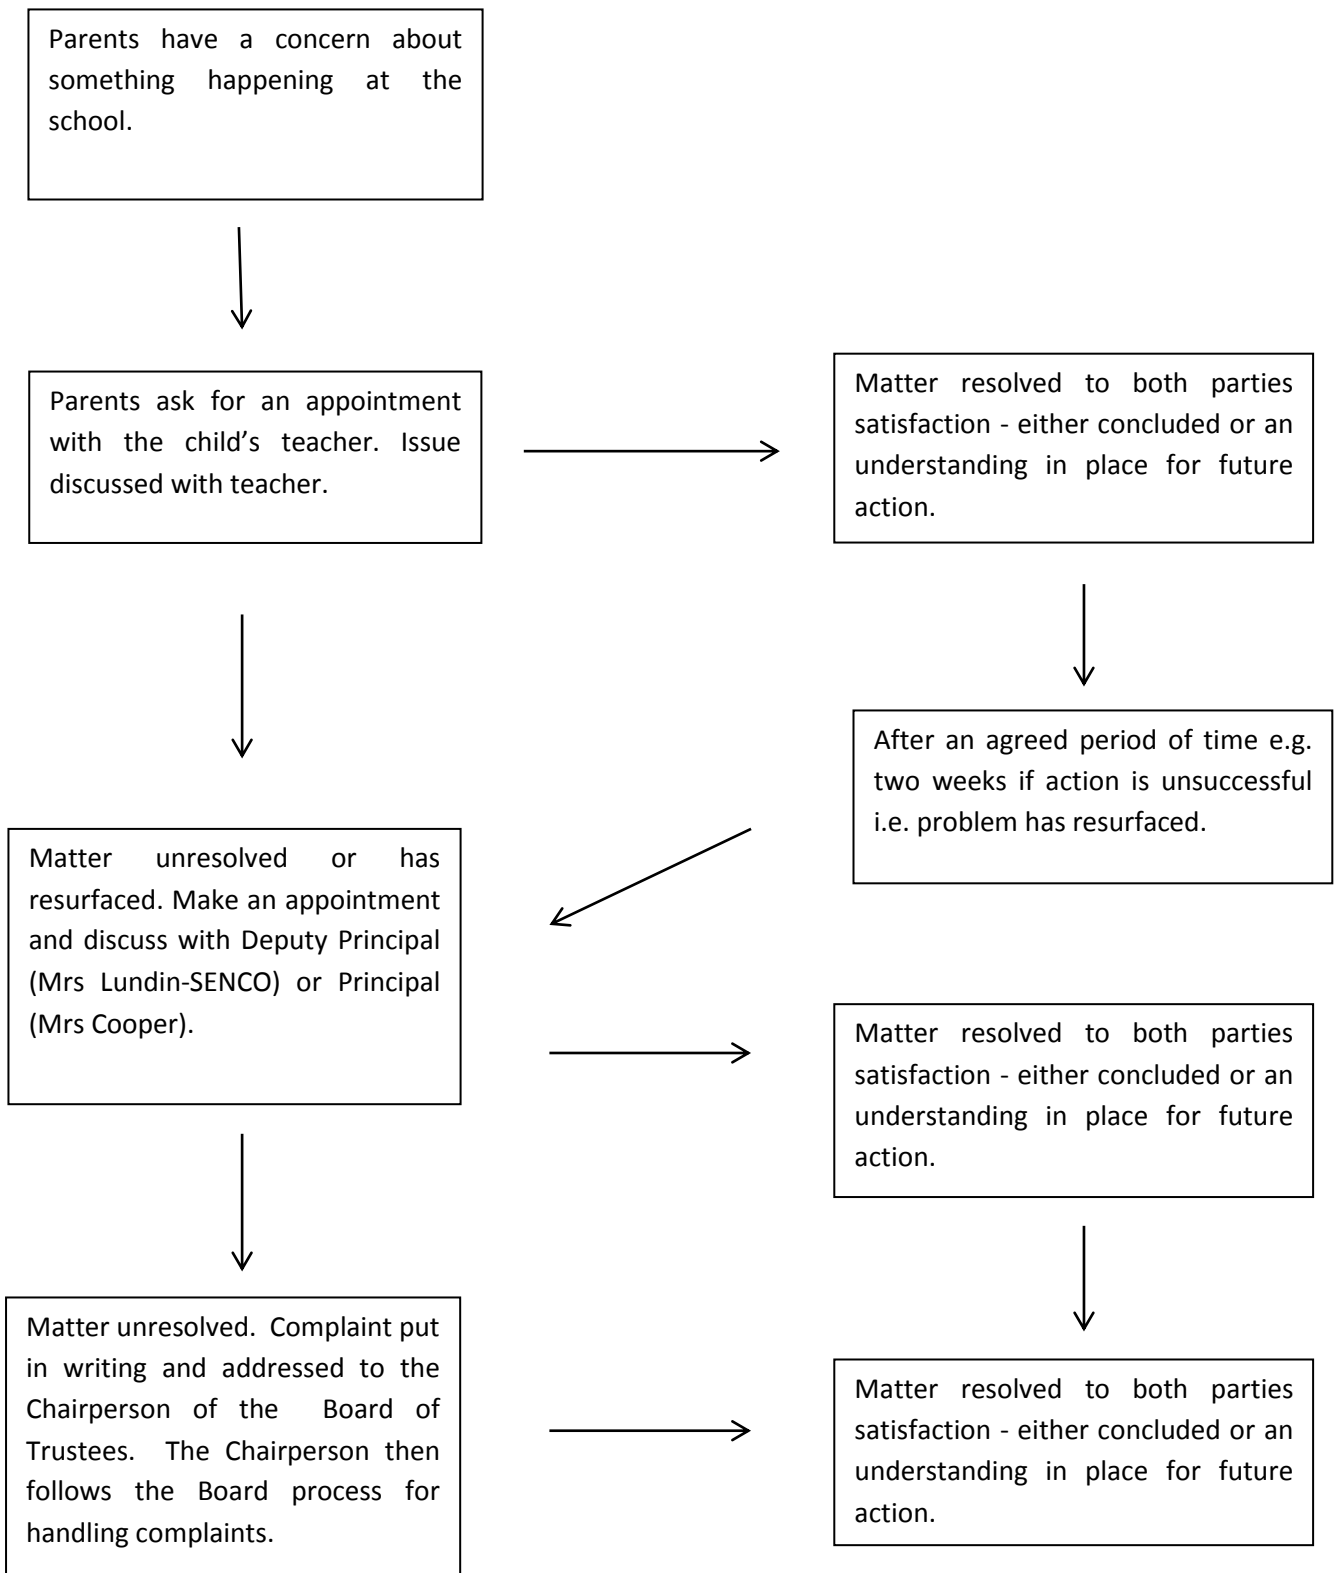 Parents have a concern about
something happening at the
school.
Parents ask for an appointment
with the child’s teacher. Issue
discussed with teacher.
Matter resolved to both parties
satisfaction - either concluded or an
understanding in place for future
action.
After an agreed period of time e.g.
two weeks if action is unsuccessful
i.e. problem has resurfaced.
Matter unresolved or has
resurfaced. Make an appointment
and discuss with Deputy Principal
(Mrs Lundin-SENCO) or Principal
(Mrs Cooper).
Matter resolved to both parties
satisfaction - either concluded or an
understanding in place for future
action.
Matter unresolved. Complaint put
in writing and addressed to the
Chairperson of the Board of
Trustees. The Chairperson then
follows the Board process for
handling complaints.
Matter resolved to both parties
satisfaction - either concluded or an
understanding in place for future
action.